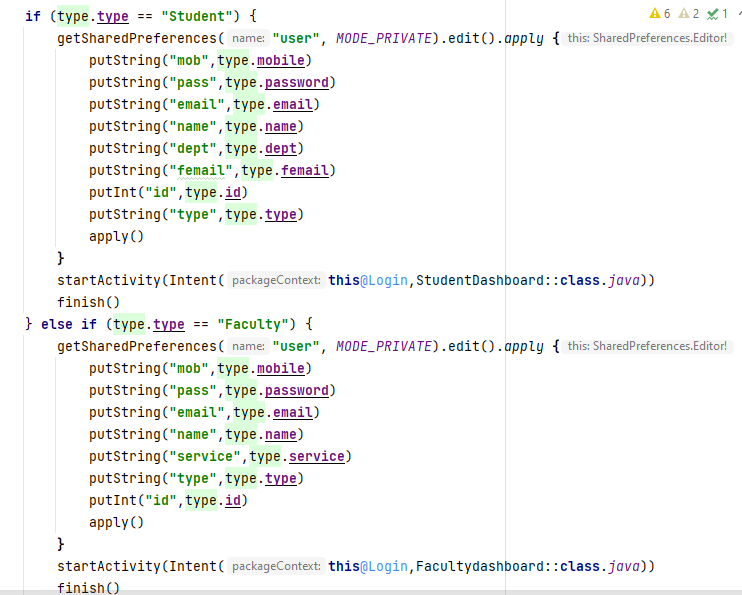 if (type.type == "Student") { 6 2 1
getSharedPreferences( name: "user", MODE_PRIVATE).edit().apply { this: SharedPreferences.Editor!
putString("mob",type.mobile)
putString("pass",type.password)
putString("email",type.email)
putString("name",type.name)
putString("dept",type.dept)
putString("femail",type.femail)
putInt("id",type.id)
putString("type",type.type)
apply()
}
startActivity(Intent( packageContext: this@Login,StudentDashboard::class.java))
finish()
} else if (type.type == "Faculty") {
getSharedPreferences( name: "user", MODE_PRIVATE).edit().apply { this: SharedPreferences.Editor!
putString("mob",type.mobile)
putString("pass",type.password)
putString("email",type.email)
putString("name",type.name)
putString("service",type.service)
putString("type",type.type)
putInt("id",type.id)
apply()
}
startActivity(Intent( packageContext: this@Login,Facultydashboard::class.java))
finish()